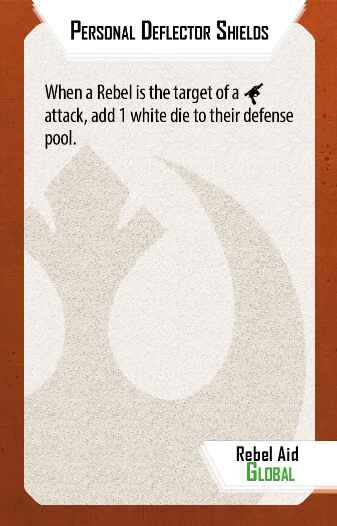 Personal Deflector Shields
When a Rebel is the target of a
attack, add 1 white die to their defense
pool.
Rebel Aid
Global